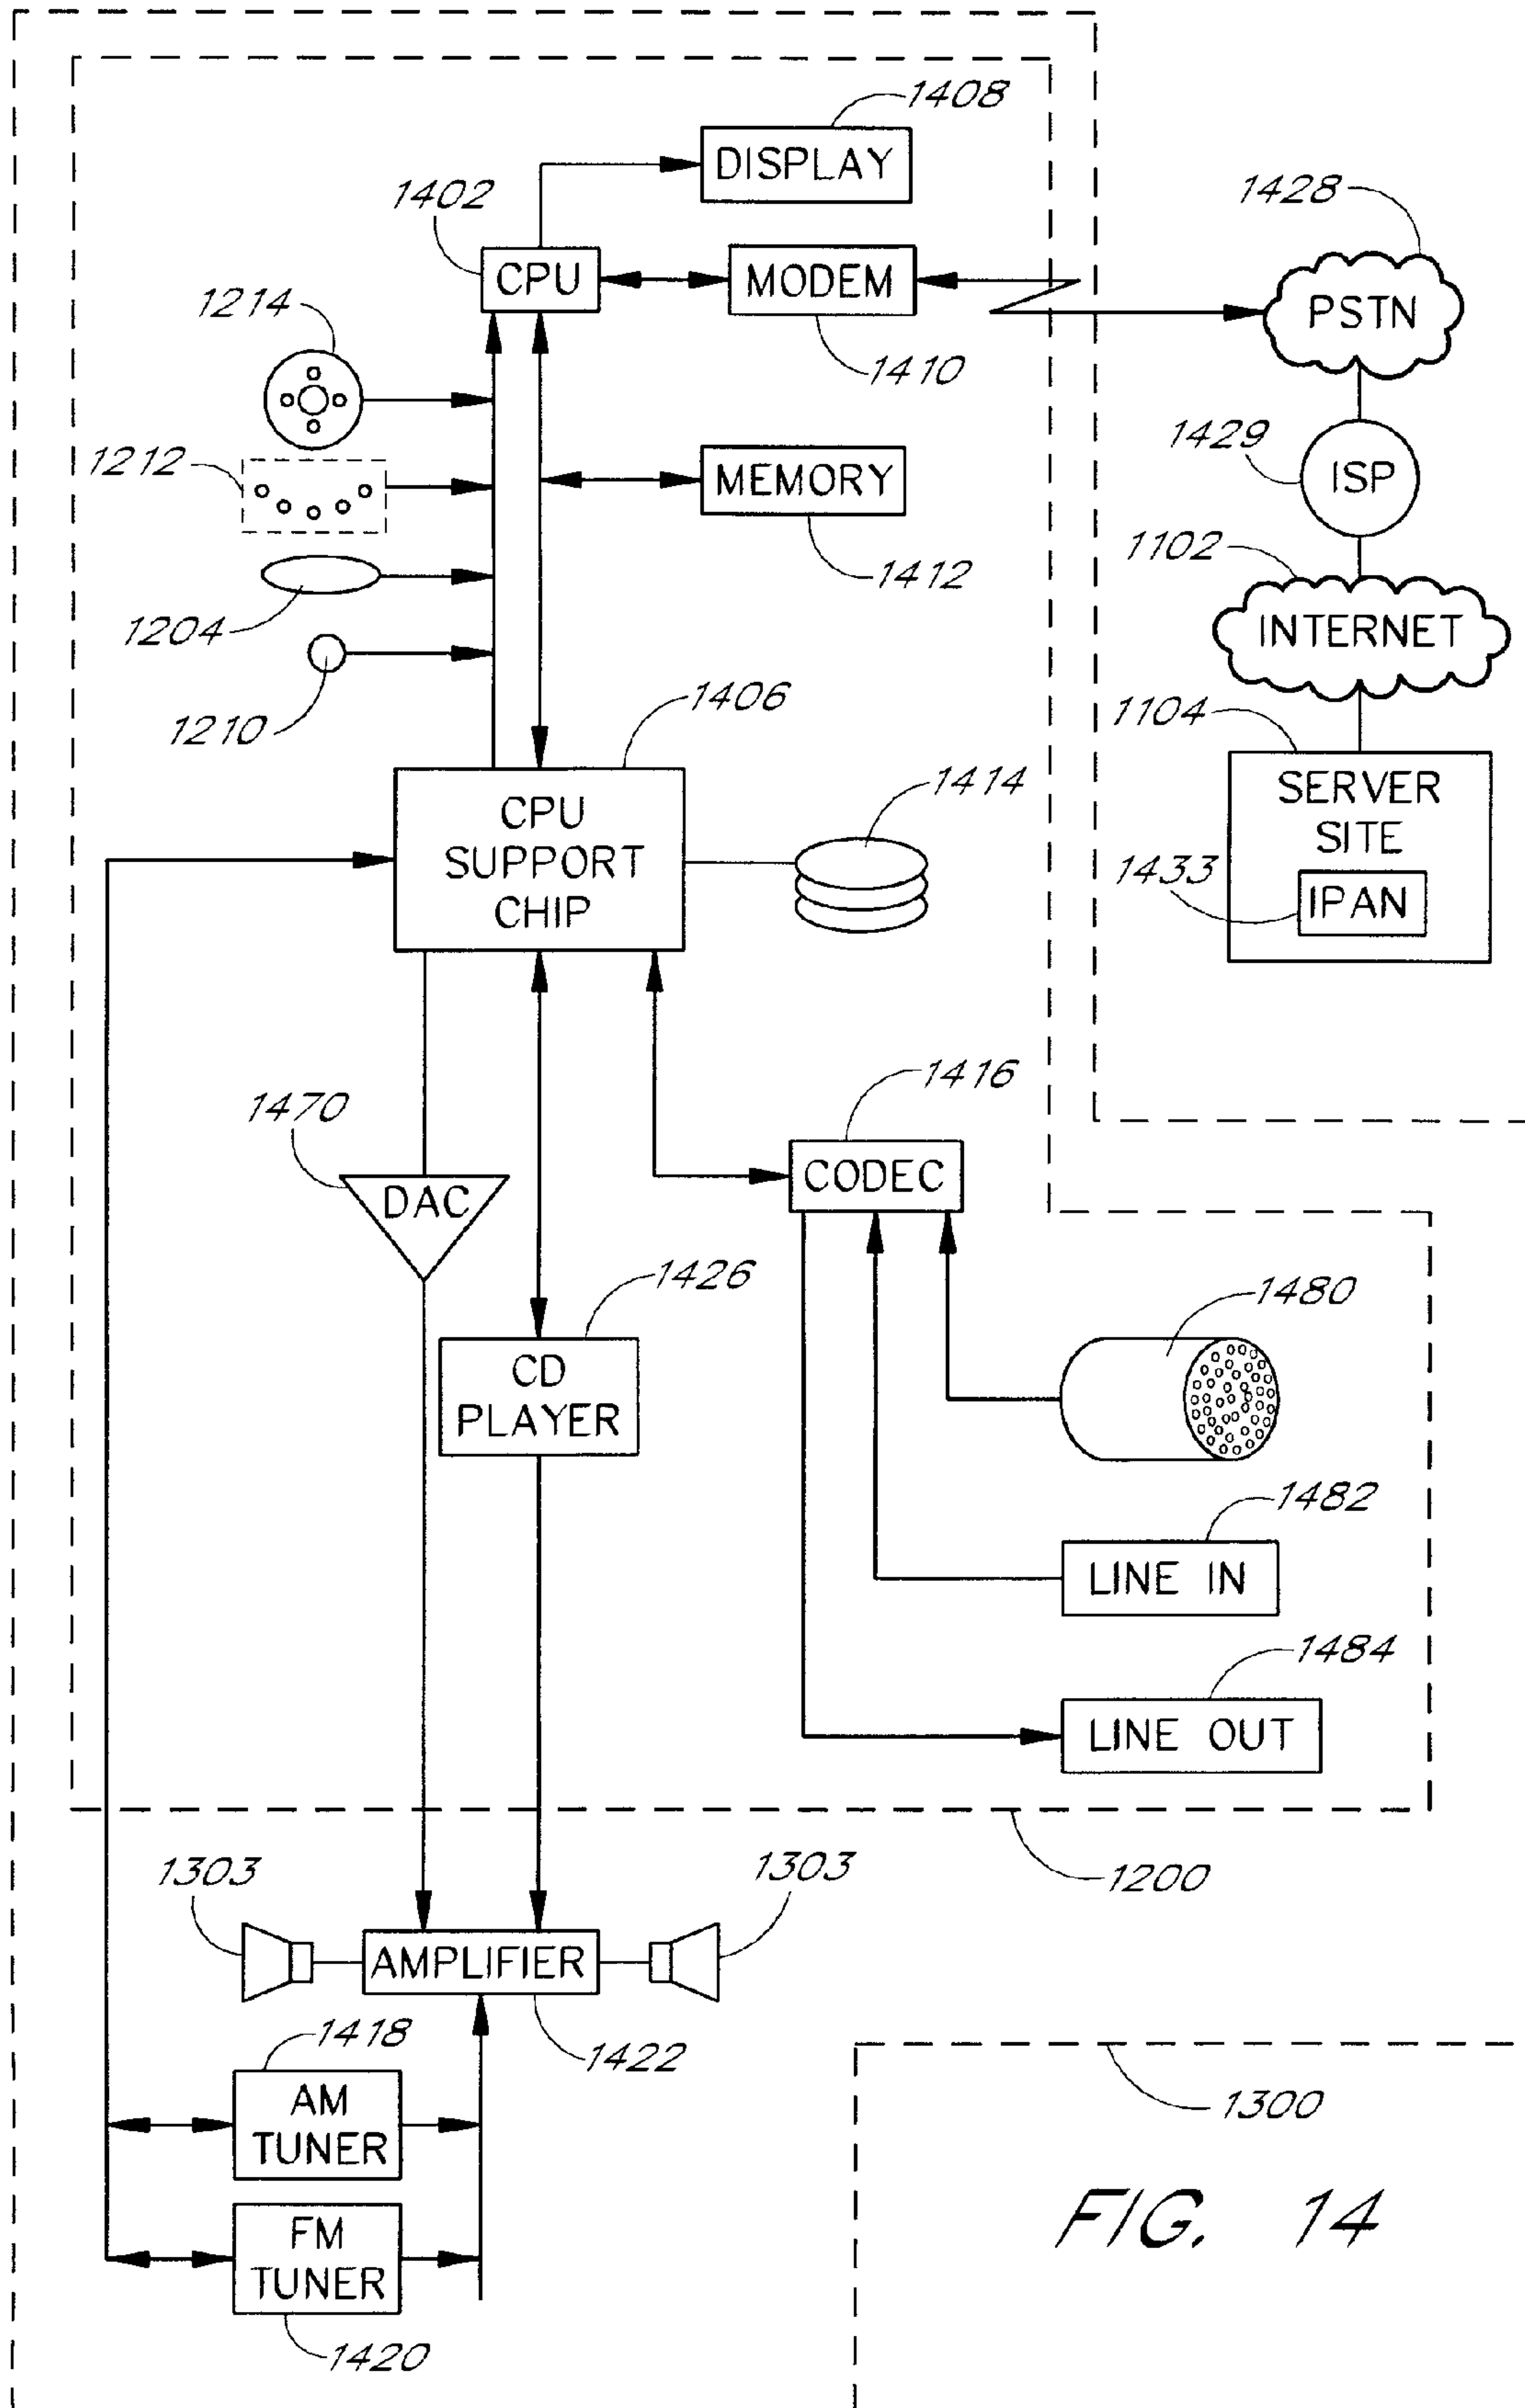 1408
DISPLAY
1402
CPU
MODEM
1410
1428
PSTN
1214
1212
MEMORY
1412
1429
ISP
1204
1102
INTERNET
1210
1406
CPU
SUPPORT
CHIP
1414
1104
SERVER
SITE
1433
IPAN
1470
DAC
1416
CODEC
1426
CD
PLAYER
1480
1482
LINE IN
1484
LINE OUT
1200
1303
AMPLIFIER
1303
1422
1418
AM
TUNER
FM
TUNER
1420
1300
FIG. 14